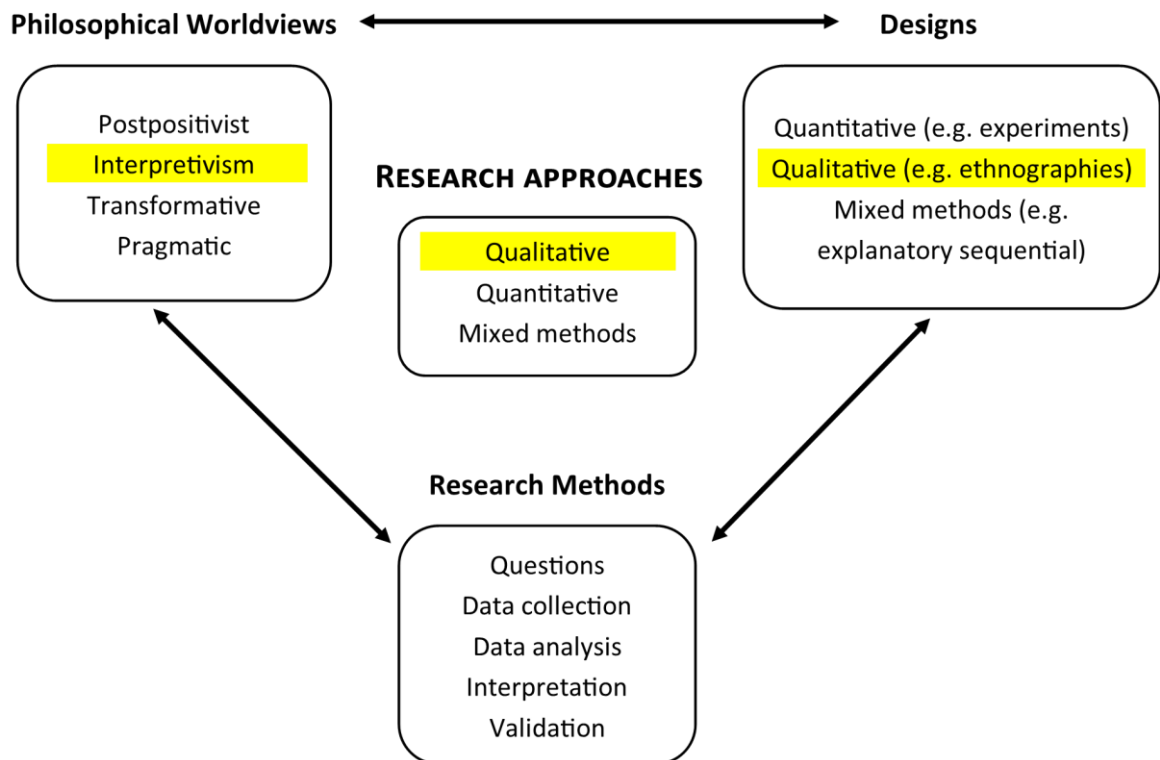 Philosophical Worldviews
Designs
Postpositivist
Interpretivism
Transformative
Pragmatic
RESEARCH APPROACHES
Qualitative
Quantitative
Mixed methods
Quantitative (e.g. experiments)
Qualitative (e.g. ethnographies)
Mixed methods (e.g.
explanatory sequential)
Research Methods
Questions
Data collection
Data analysis
Interpretation
Validation